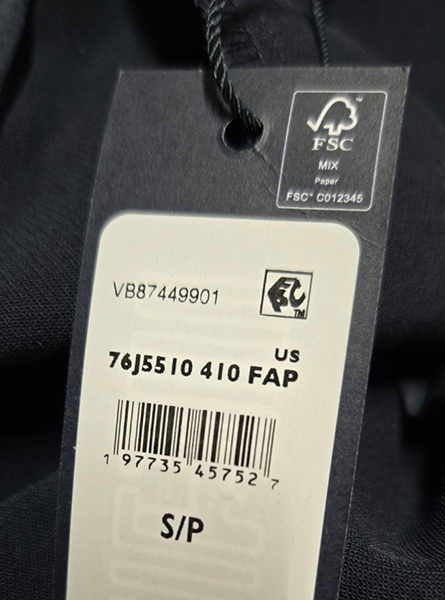 FSC
MIX
Paper
FSC® C012345
VB87449901
US
76J5510 410 FAP
1 97735 45752 7
S/P